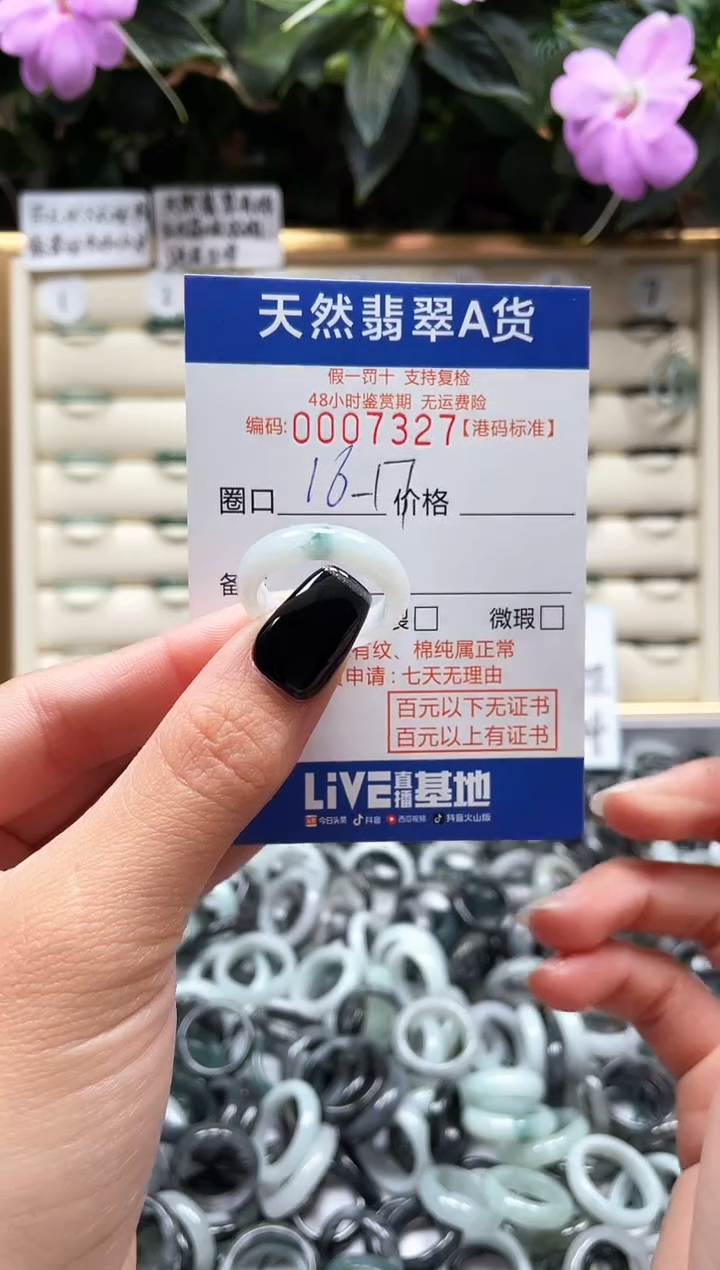 天然翡翠A货
假一罚十 支持复检
48小时鉴赏期 无运费险
编码:0007327【港码标准】
圈口 16-17 价格
微瑕
有纹、棉纯属正常
申请:七天无理由
百元以下无证书
百元以上有证书
LiVE直播基地
今日头条 抖音 西瓜视频 抖音火山版
1
7